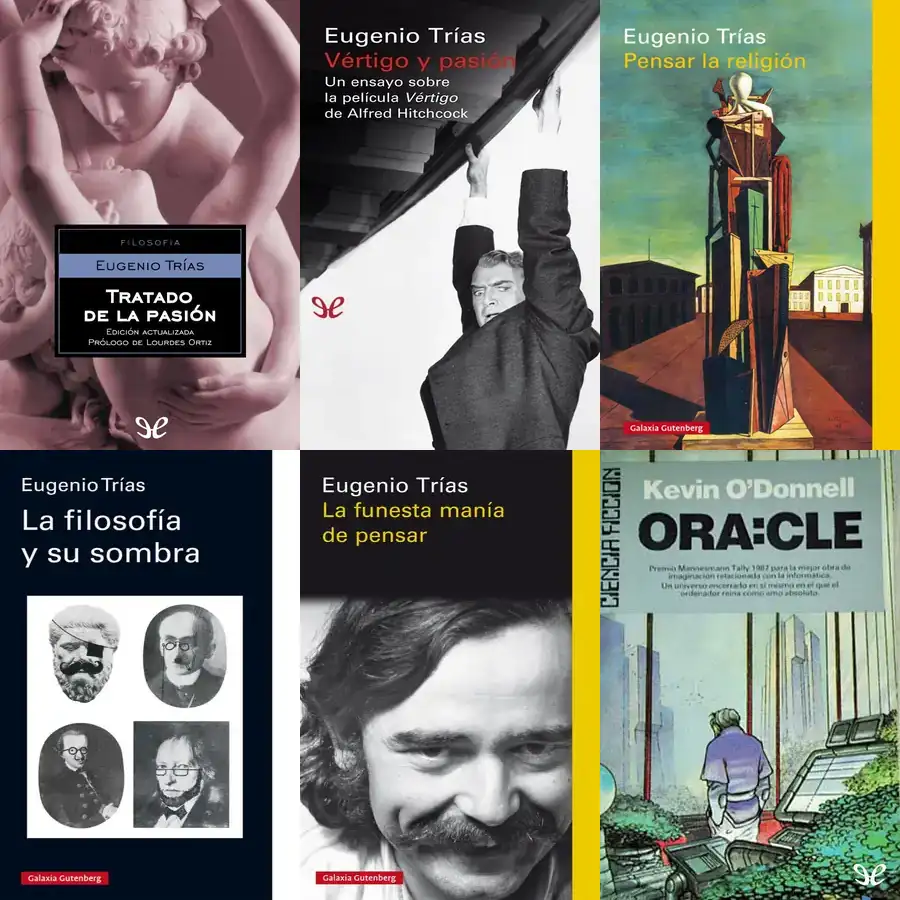 FILOSOFÍA
EUGENIO TRÍAS
TRATADO
DE LA PASIÓN
EDICIÓN ACTUALIZADA
PRÓLOGO DE LOURDES ORTIZ
Eugenio Trías
Vértigo y pasión
Un ensayo sobre
la película Vértigo
de Alfred Hitchcock
Eugenio Trías
Pensar la religión
Galaxia Gutenberg
Eugenio Trías
La filosofía
y su sombra
Galaxia Gutenberg
Eugenio Trías
La funesta manía
de pensar
Galaxia Gutenberg
CIENCIA FICCION
Kevin O'Donnell
ORA:CLE
Premio Mannesmann Tally 1987 para la mejor obra de
imaginación relacionada con la informática.
Un universo encerrado en sí mismo en el que el
ordenador reina como amo absoluto.